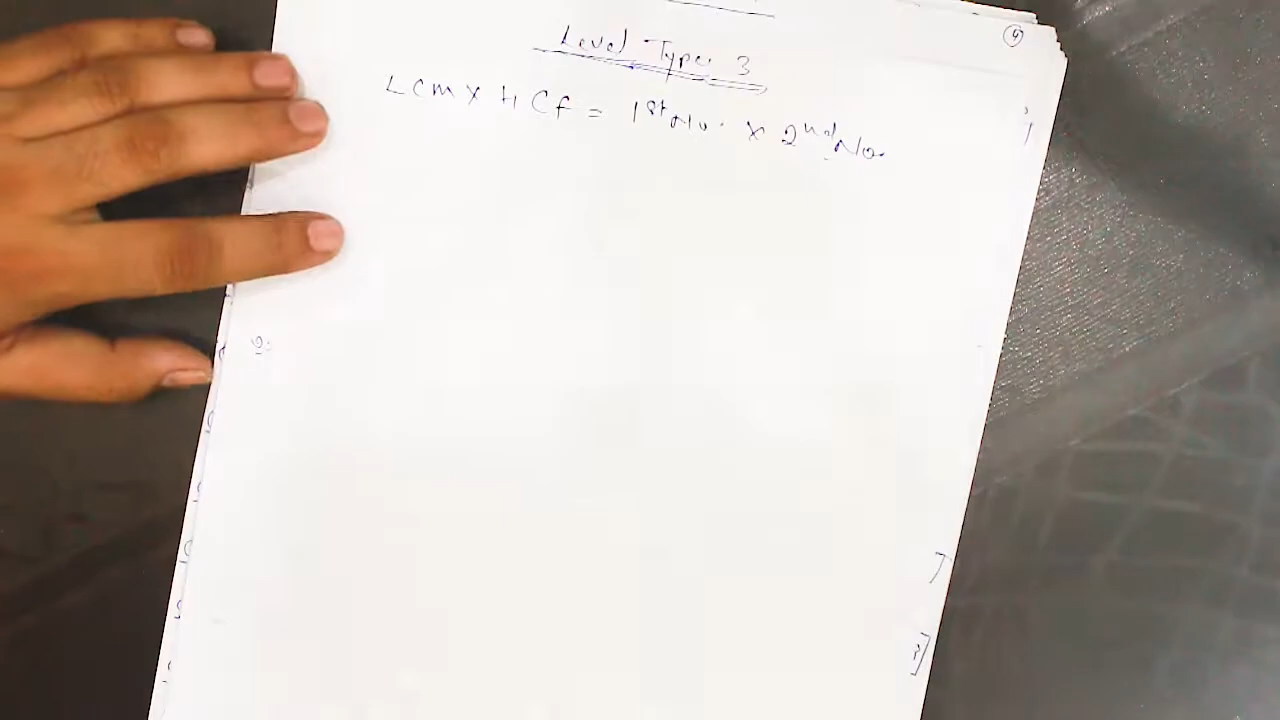 Level Type 3
LCM X HCf = 1st No. X 2nd No.
Q: